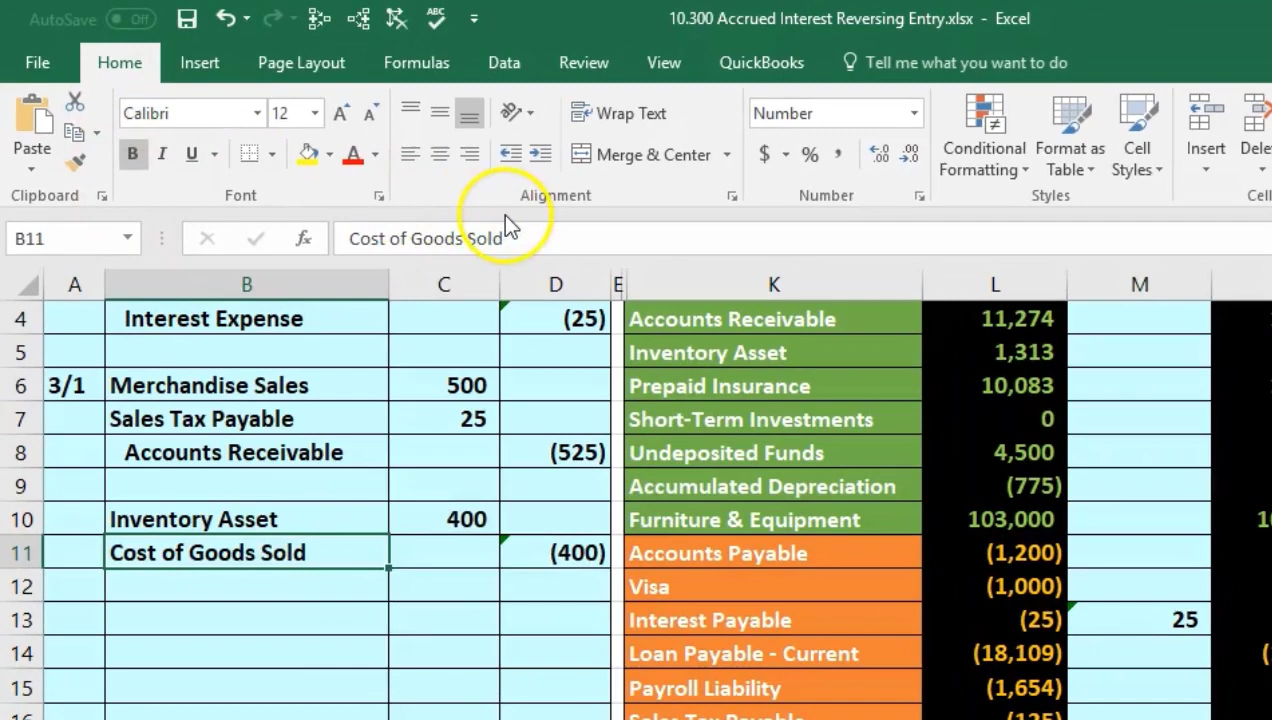 AutoSave Off ABC 10.300 Accrued Interest Reversing Entry.xlsx - Excel
File Home Insert Page Layout Formulas Data Review View QuickBooks Tell me what you want to do
Calibri 12 A A Wrap Text Number
Paste B I U A Merge & Center $ % , Conditional Formatting Format as Table Cell Styles Insert
Clipboard Font Alignment Number Styles
B11 fx Cost of Goods Sold
A B C D E K L M
4 Interest Expense (25) Accounts Receivable 11,274
5 Inventory Asset 1,313
6 3/1 Merchandise Sales 500 Prepaid Insurance 10,083
7 Sales Tax Payable 25 Short-Term Investments 0
8 Accounts Receivable (525) Undeposited Funds 4,500
9 Accumulated Depreciation (775)
10 Inventory Asset 400 Furniture & Equipment 103,000
11 Cost of Goods Sold (400) Accounts Payable (1,200)
12 Visa (1,000)
13 Interest Payable (25) 25
14 Loan Payable - Current (18,109)
15 Payroll Liability (1,654)